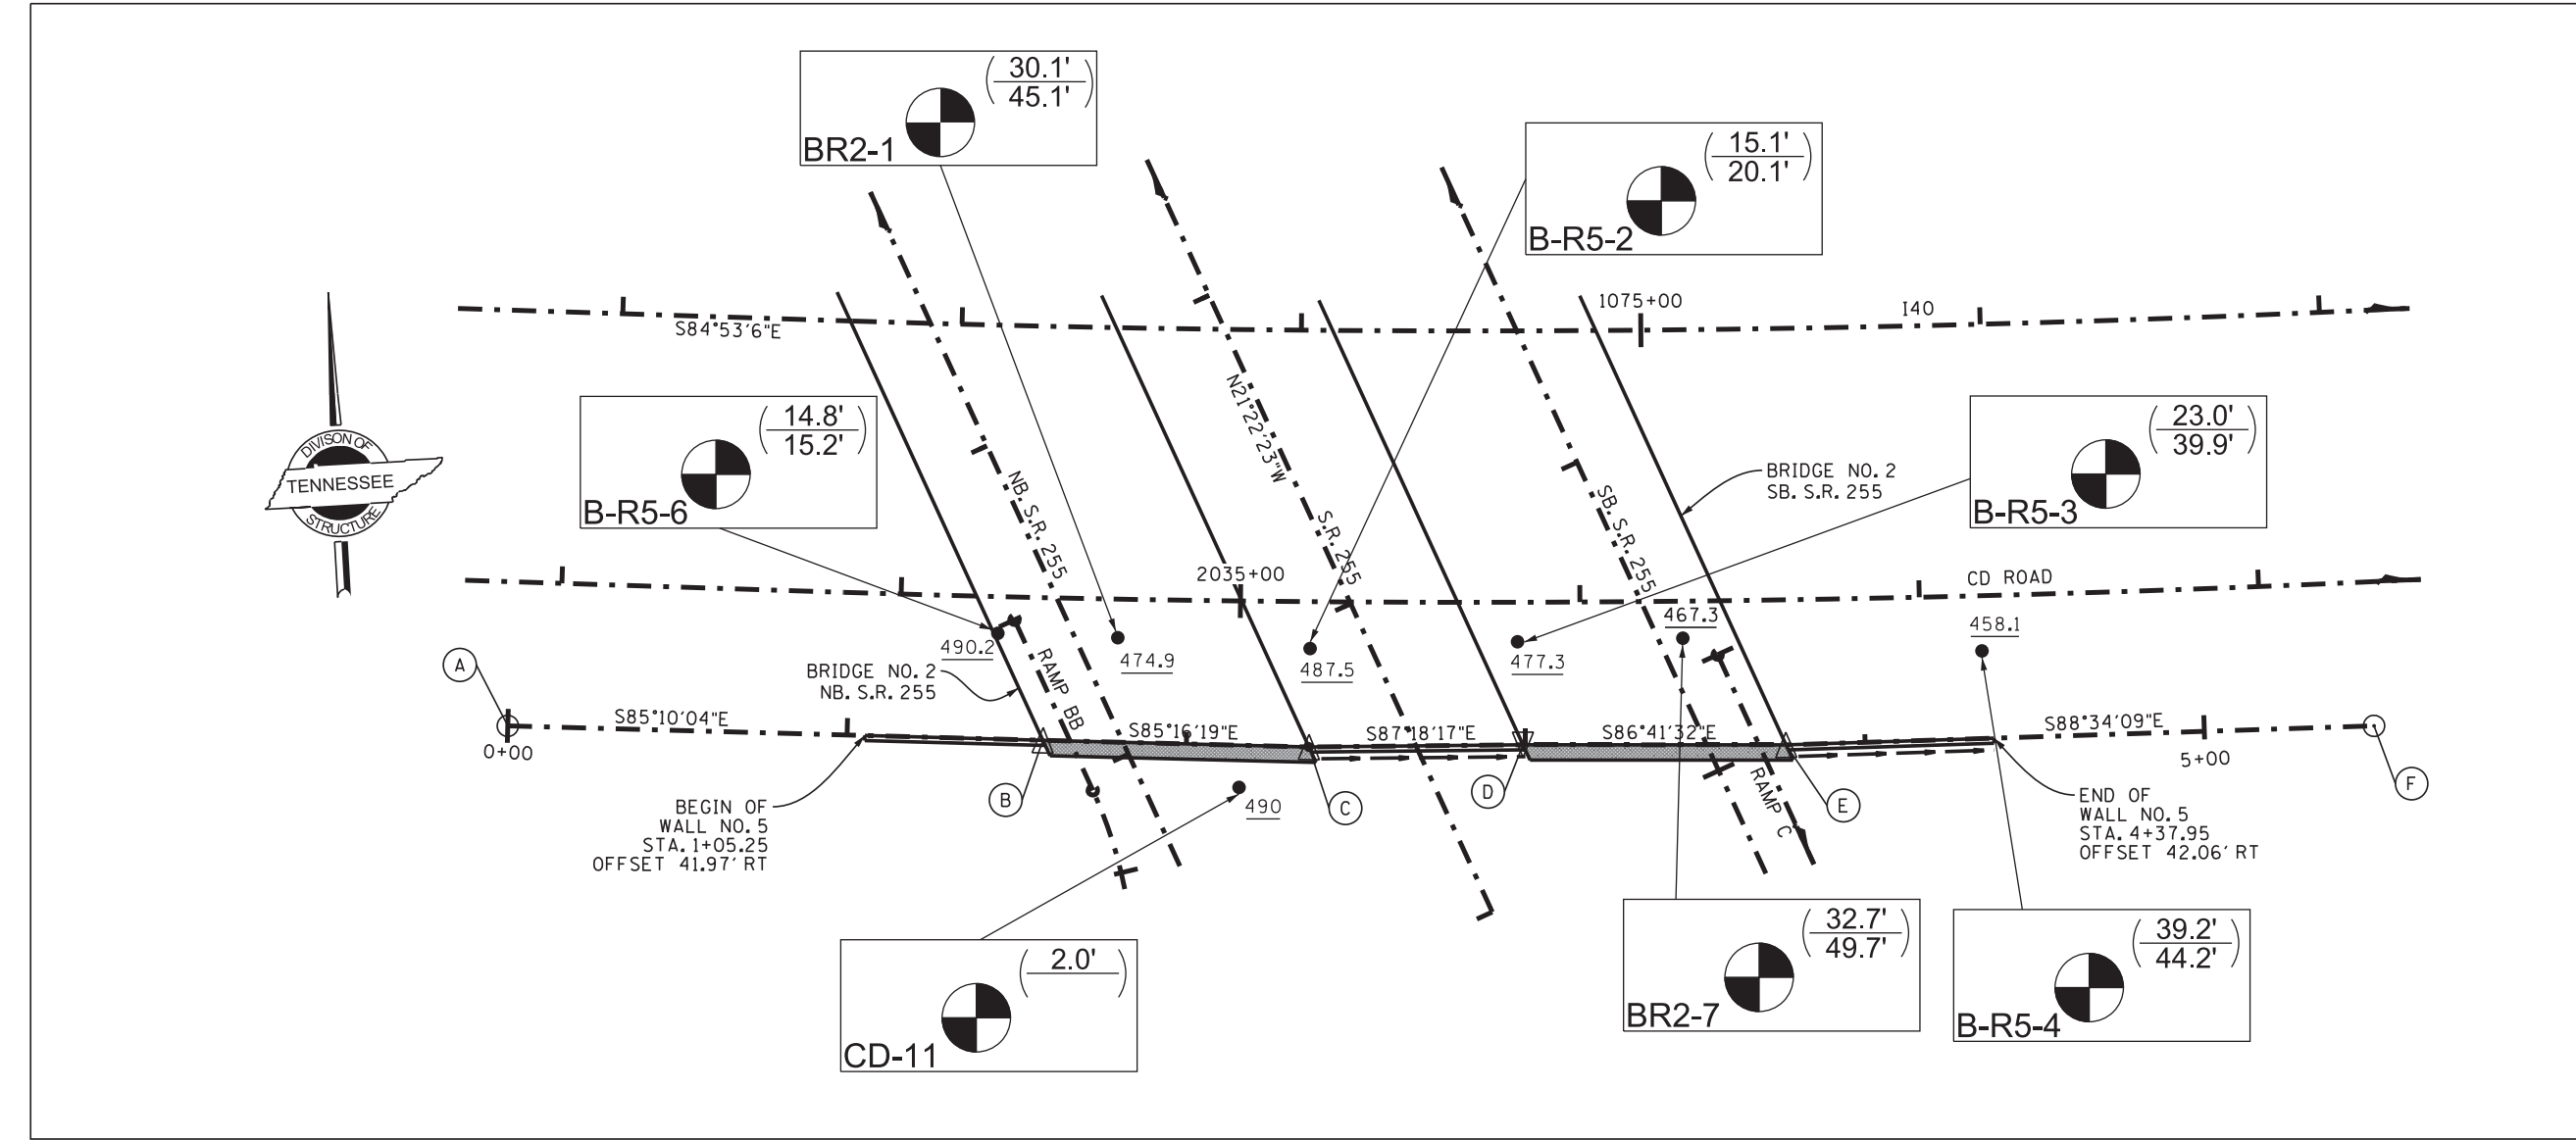 30.1'
45.1'
BR2-1
15.1'
20.1'
B-R5-2
1075+00
I40
S84°53'6"E
N21°22'23"W
14.8'
15.2'
B-R5-6
23.0'
39.9'
B-R5-3
DIVISON OF
TENNESSEE
STRUCTURE
BRIDGE NO. 2
SB. S.R. 255
NB. S.R. 255
S.R. 255
SB. S.R. 255
2035+00
CD ROAD
467.3
458.1
490.2
474.9
487.5
477.3
A
BRIDGE NO. 2
NB. S.R. 255
RAMP BB
S85°10'04"E
S85°16'19"E
S87°18'17"E
S86°41'32"E
S88°34'09"E
0+00
5+00
RAMP C
B
C
D
E
F
490
BEGIN OF
WALL NO. 5
STA. 1+05.25
OFFSET 41.97' RT
END OF
WALL NO. 5
STA. 4+37.95
OFFSET 42.06' RT
2.0'
CD-11
32.7'
49.7'
BR2-7
39.2'
44.2'
B-R5-4